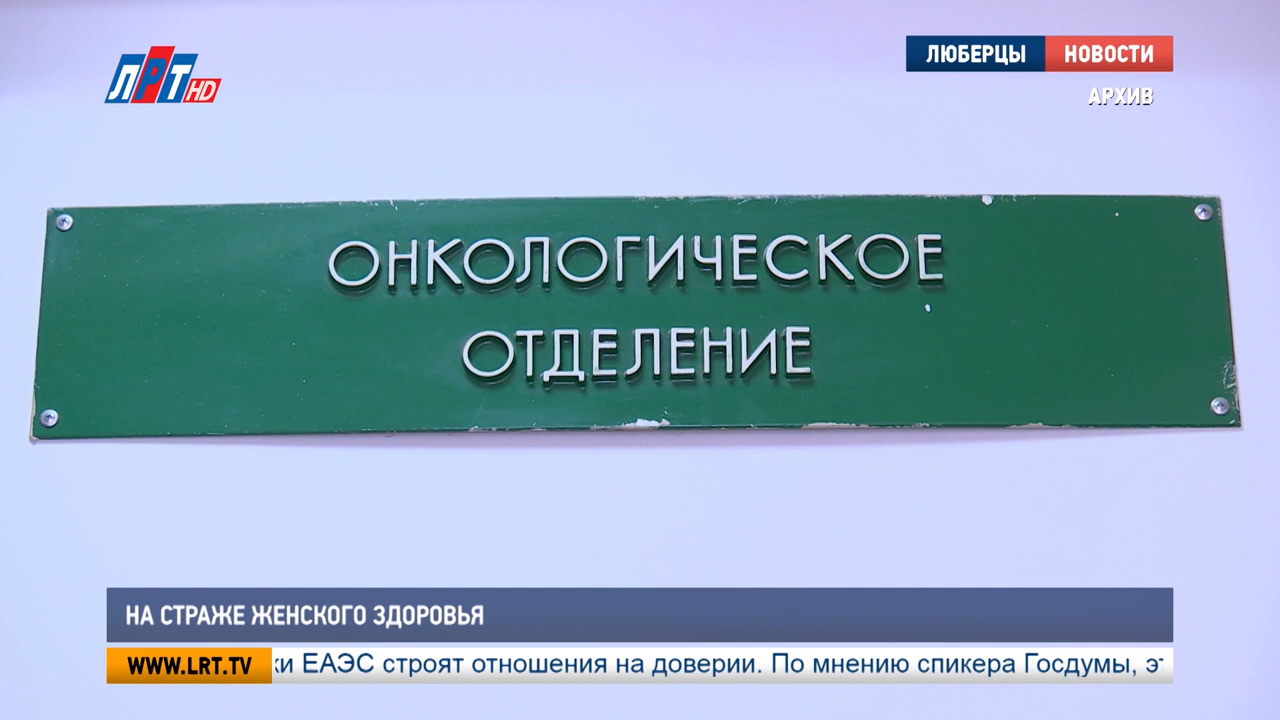 ЛРТ HD
ЛЮБЕРЦЫ НОВОСТИ
АРХИВ
ОНКОЛОГИЧЕСКОЕ
ОТДЕЛЕНИЕ
НА СТРАЖЕ ЖЕНСКОГО ЗДОРОВЬЯ
WWW.LRT.TV ЕАЭС строят отношения на доверии. По мнению спикера Госдумы,